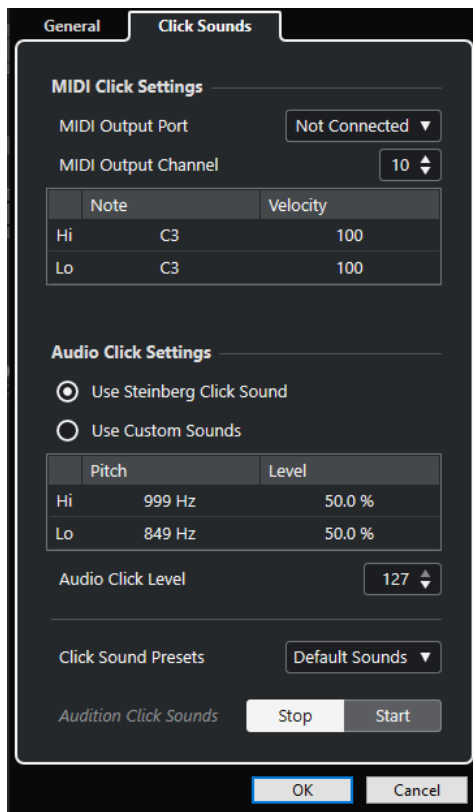 General Click Sounds
MIDI Click Settings
MIDI Output Port Not Connected
MIDI Output Channel 10
Note Velocity
Hi C3 100
Lo C3 100
Audio Click Settings
Use Steinberg Click Sound
Use Custom Sounds
Pitch Level
Hi 999 Hz 50.0 %
Lo 849 Hz 50.0 %
Audio Click Level 127
Click Sound Presets Default Sounds
Audition Click Sounds Stop Start
OK Cancel